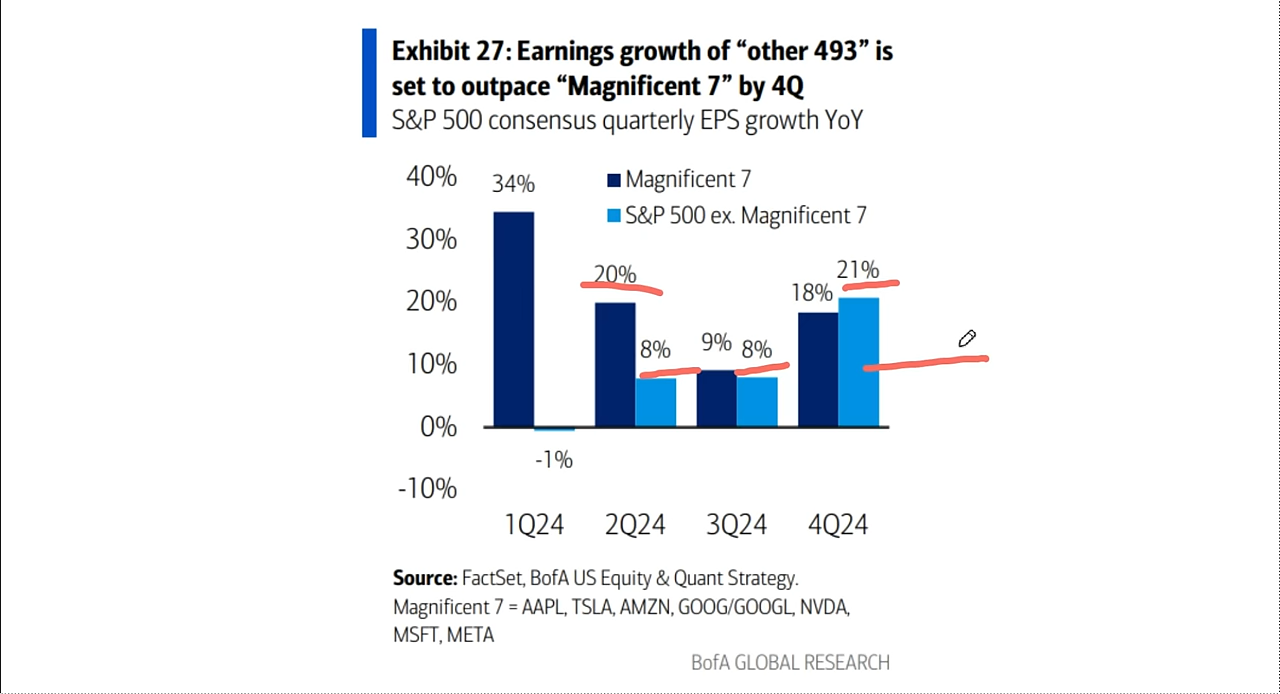 Exhibit 27: Earnings growth of “other 493” is
set to outpace “Magnificent 7” by 4Q
S&P 500 consensus quarterly EPS growth YoY
40%
30%
20%
10%
0%
-10%
Magnificent 7
S&P 500 ex. Magnificent 7
34%
-1%
20%
8%
9%
8%
18%
21%
1Q24
2Q24
3Q24
4Q24
Source: FactSet, BofA US Equity & Quant Strategy.
Magnificent 7 = AAPL, TSLA, AMZN, GOOG/GOOGL, NVDA,
MSFT, META
BofA GLOBAL RESEARCH